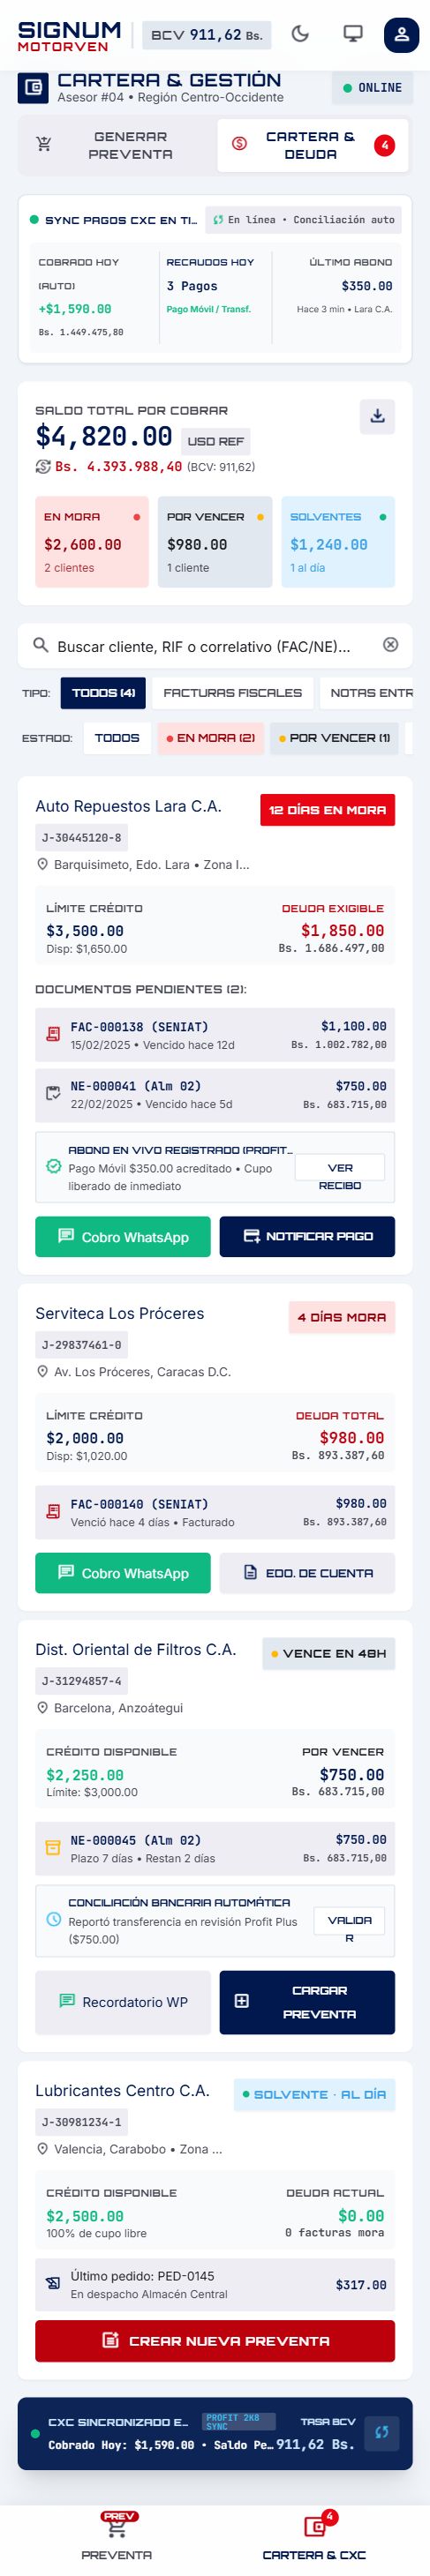 SIGNUM
MOTORVEN
BCV 911,62 Bs.
CARTERA & GESTIÓN
Asesor #04 • Región Centro-Occidente
ONLINE
GENERAR
PREVENTA
CARTERA &
DEUDA
4
SYNC PAGOS CXC EN TI...
En línea • Conciliación auto
COBRADO HOY
(AUTO)
+$1,590.00
Bs. 1.449.475,80
RECAUDOS HOY
3 Pagos
Pago Móvil / Transf.
ÚLTIMO ABONO
$350.00
Hace 3 min • Lara C.A.
SALDO TOTAL POR COBRAR
$4,820.00 USD REF
Bs. 4.393.988,40 (BCV: 911,62)
EN MORA
$2,600.00
2 clientes
POR VENCER
$980.00
1 cliente
SOLVENTES
$1,240.00
1 al día
Buscar cliente, RIF o correlativo (FAC/NE)...
TIPO: TODOS (4) FACTURAS FISCALES NOTAS ENTR
ESTADO: TODOS EN MORA (2) POR VENCER (1)
Auto Repuestos Lara C.A.
12 DÍAS EN MORA
J-30445120-8
Barquisimeto, Edo. Lara • Zona I...
LÍMITE CRÉDITO
$3,500.00
Disp: $1,650.00
DEUDA EXIGIBLE
$1,850.00
Bs. 1.686.497,00
DOCUMENTOS PENDIENTES (2):
FAC-000138 (SENIAT)
15/02/2025 • Vencido hace 12d
$1,100.00
Bs. 1.002.782,00
NE-000041 (Alm 02)
22/02/2025 • Vencido hace 5d
$750.00
Bs. 683.715,00
ABONO EN VIVO REGISTRADO (PROFIT...
Pago Móvil $350.00 acreditado • Cupo
liberado de inmediato
VER
RECIBO
Cobro WhatsApp
NOTIFICAR PAGO
Serviteca Los Próceres
4 DÍAS MORA
J-29837461-0
Av. Los Próceres, Caracas D.C.
LÍMITE CRÉDITO
$2,000.00
Disp: $1,020.00
DEUDA TOTAL
$980.00
Bs. 893.387,60
FAC-000140 (SENIAT)
Venció hace 4 días • Facturado
$980.00
Bs. 893.387,60
Cobro WhatsApp
EDO. DE CUENTA
Dist. Oriental de Filtros C.A.
VENCE EN 48H
J-31294857-4
Barcelona, Anzoátegui
CRÉDITO DISPONIBLE
$2,250.00
Límite: $3,000.00
POR VENCER
$750.00
Bs. 683.715,00
NE-000045 (Alm 02)
Plazo 7 días • Restan 2 días
$750.00
Bs. 683.715,00
CONCILIACIÓN BANCARIA AUTOMÁTICA
Reportó transferencia en revisión Profit Plus
($750.00)
VALIDA
R
Recordatorio WP
CARGAR
PREVENTA
Lubricantes Centro C.A.
SOLVENTE · AL DÍA
J-30981234-1
Valencia, Carabobo • Zona ...
CRÉDITO DISPONIBLE
$2,500.00
100% de cupo libre
DEUDA ACTUAL
$0.00
0 facturas mora
Último pedido: PED-0145
En despacho Almacén Central
$317.00
CREAR NUEVA PREVENTA
CXC SINCRONIZADO E...
PROFIT 2K8
SYNC
Cobrado Hoy: $1,590.00 • Saldo Pe...
TASA BCV
911,62 Bs.
PREV
PREVENTA
4
CARTERA & CXC